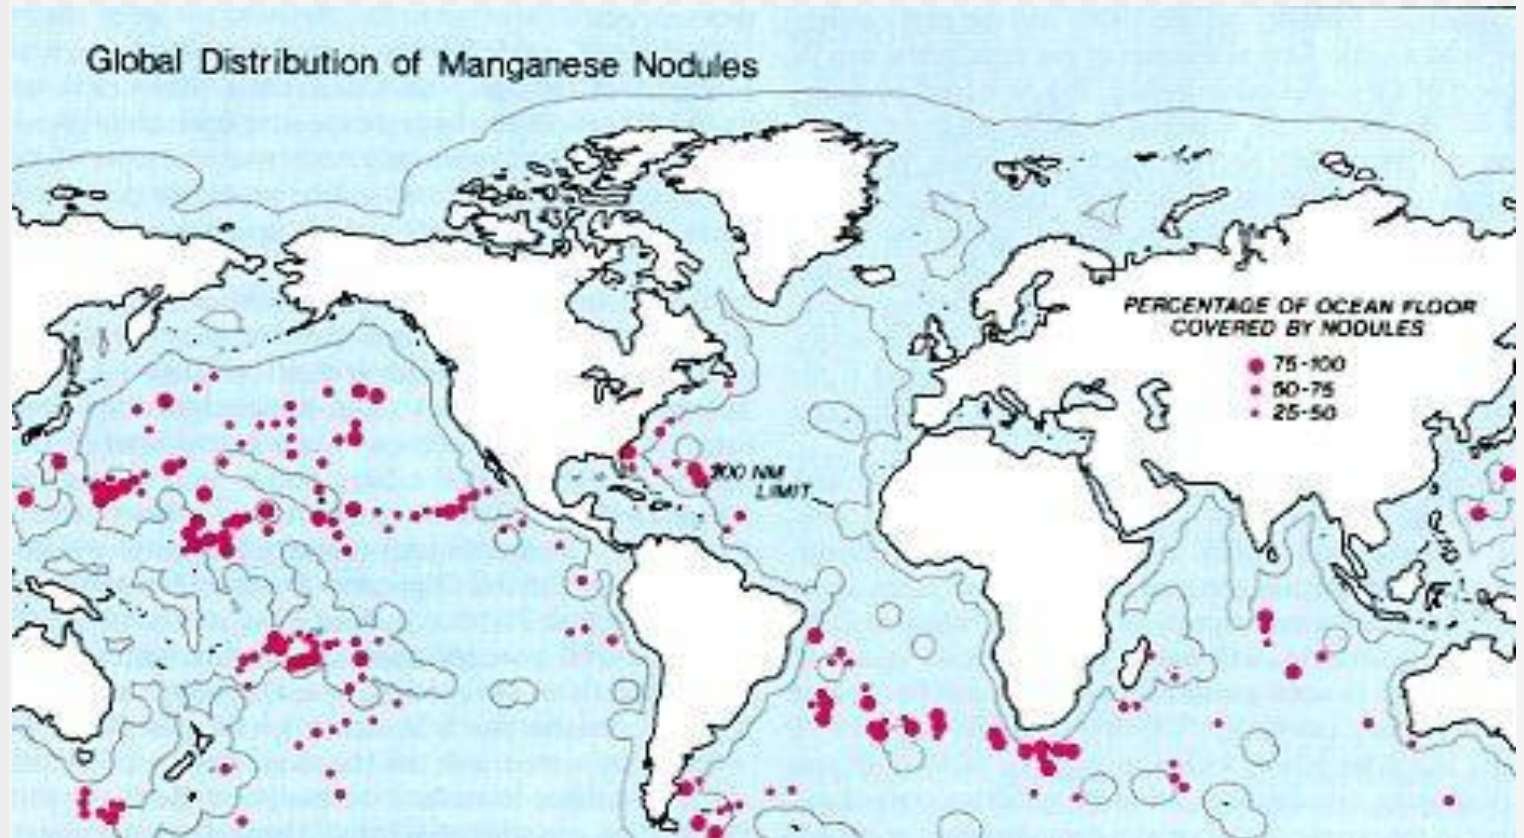 Global Distribution of Manganese Nodules
PERCENTAGE OF OCEAN FLOOR
COVERED BY NODULES
75-100
50-75
25-50
200 NM
LIMIT